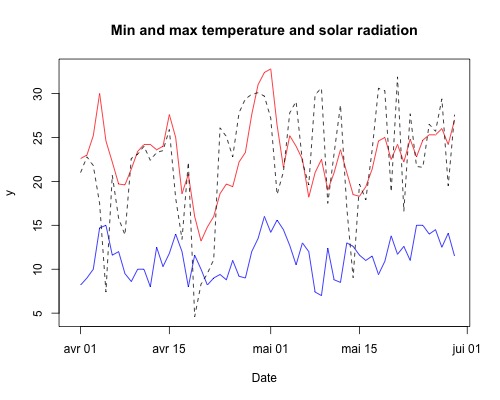 Min and max temperature and solar radiation
y
30
25
20
15
10
5
avr 01
avr 15
mai 01
mai 15
jui 01
Date